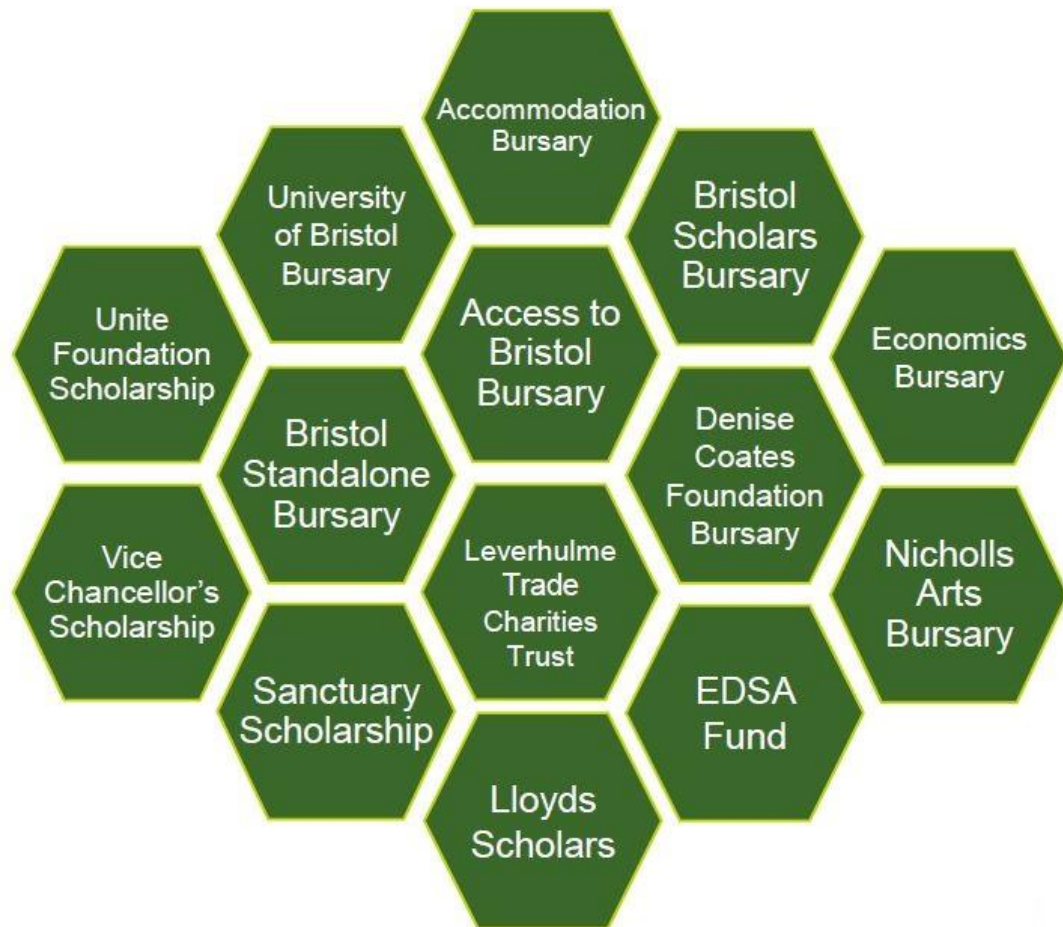 Accommodation
Bursary
University
of Bristol
Bursary
Bristol
Scholars
Bursary
Unite
Foundation
Scholarship
Access to
Bristol
Bursary
Economics
Bursary
Bristol
Standalone
Bursary
Denise
Coates
Foundation
Bursary
Vice
Chancellor’s
Scholarship
Leverhulme
Trade
Charities
Trust
Nicholls
Arts
Bursary
Sanctuary
Scholarship
EDSA
Fund
Lloyds
Scholars